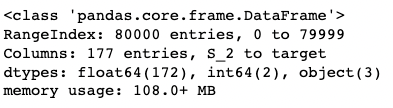 <class 'pandas.core.frame.DataFrame'>
RangeIndex: 80000 entries, 0 to 79999
Columns: 177 entries, S_2 to target
dtypes: float64(172), int64(2), object(3)
memory usage: 108.0+ MB